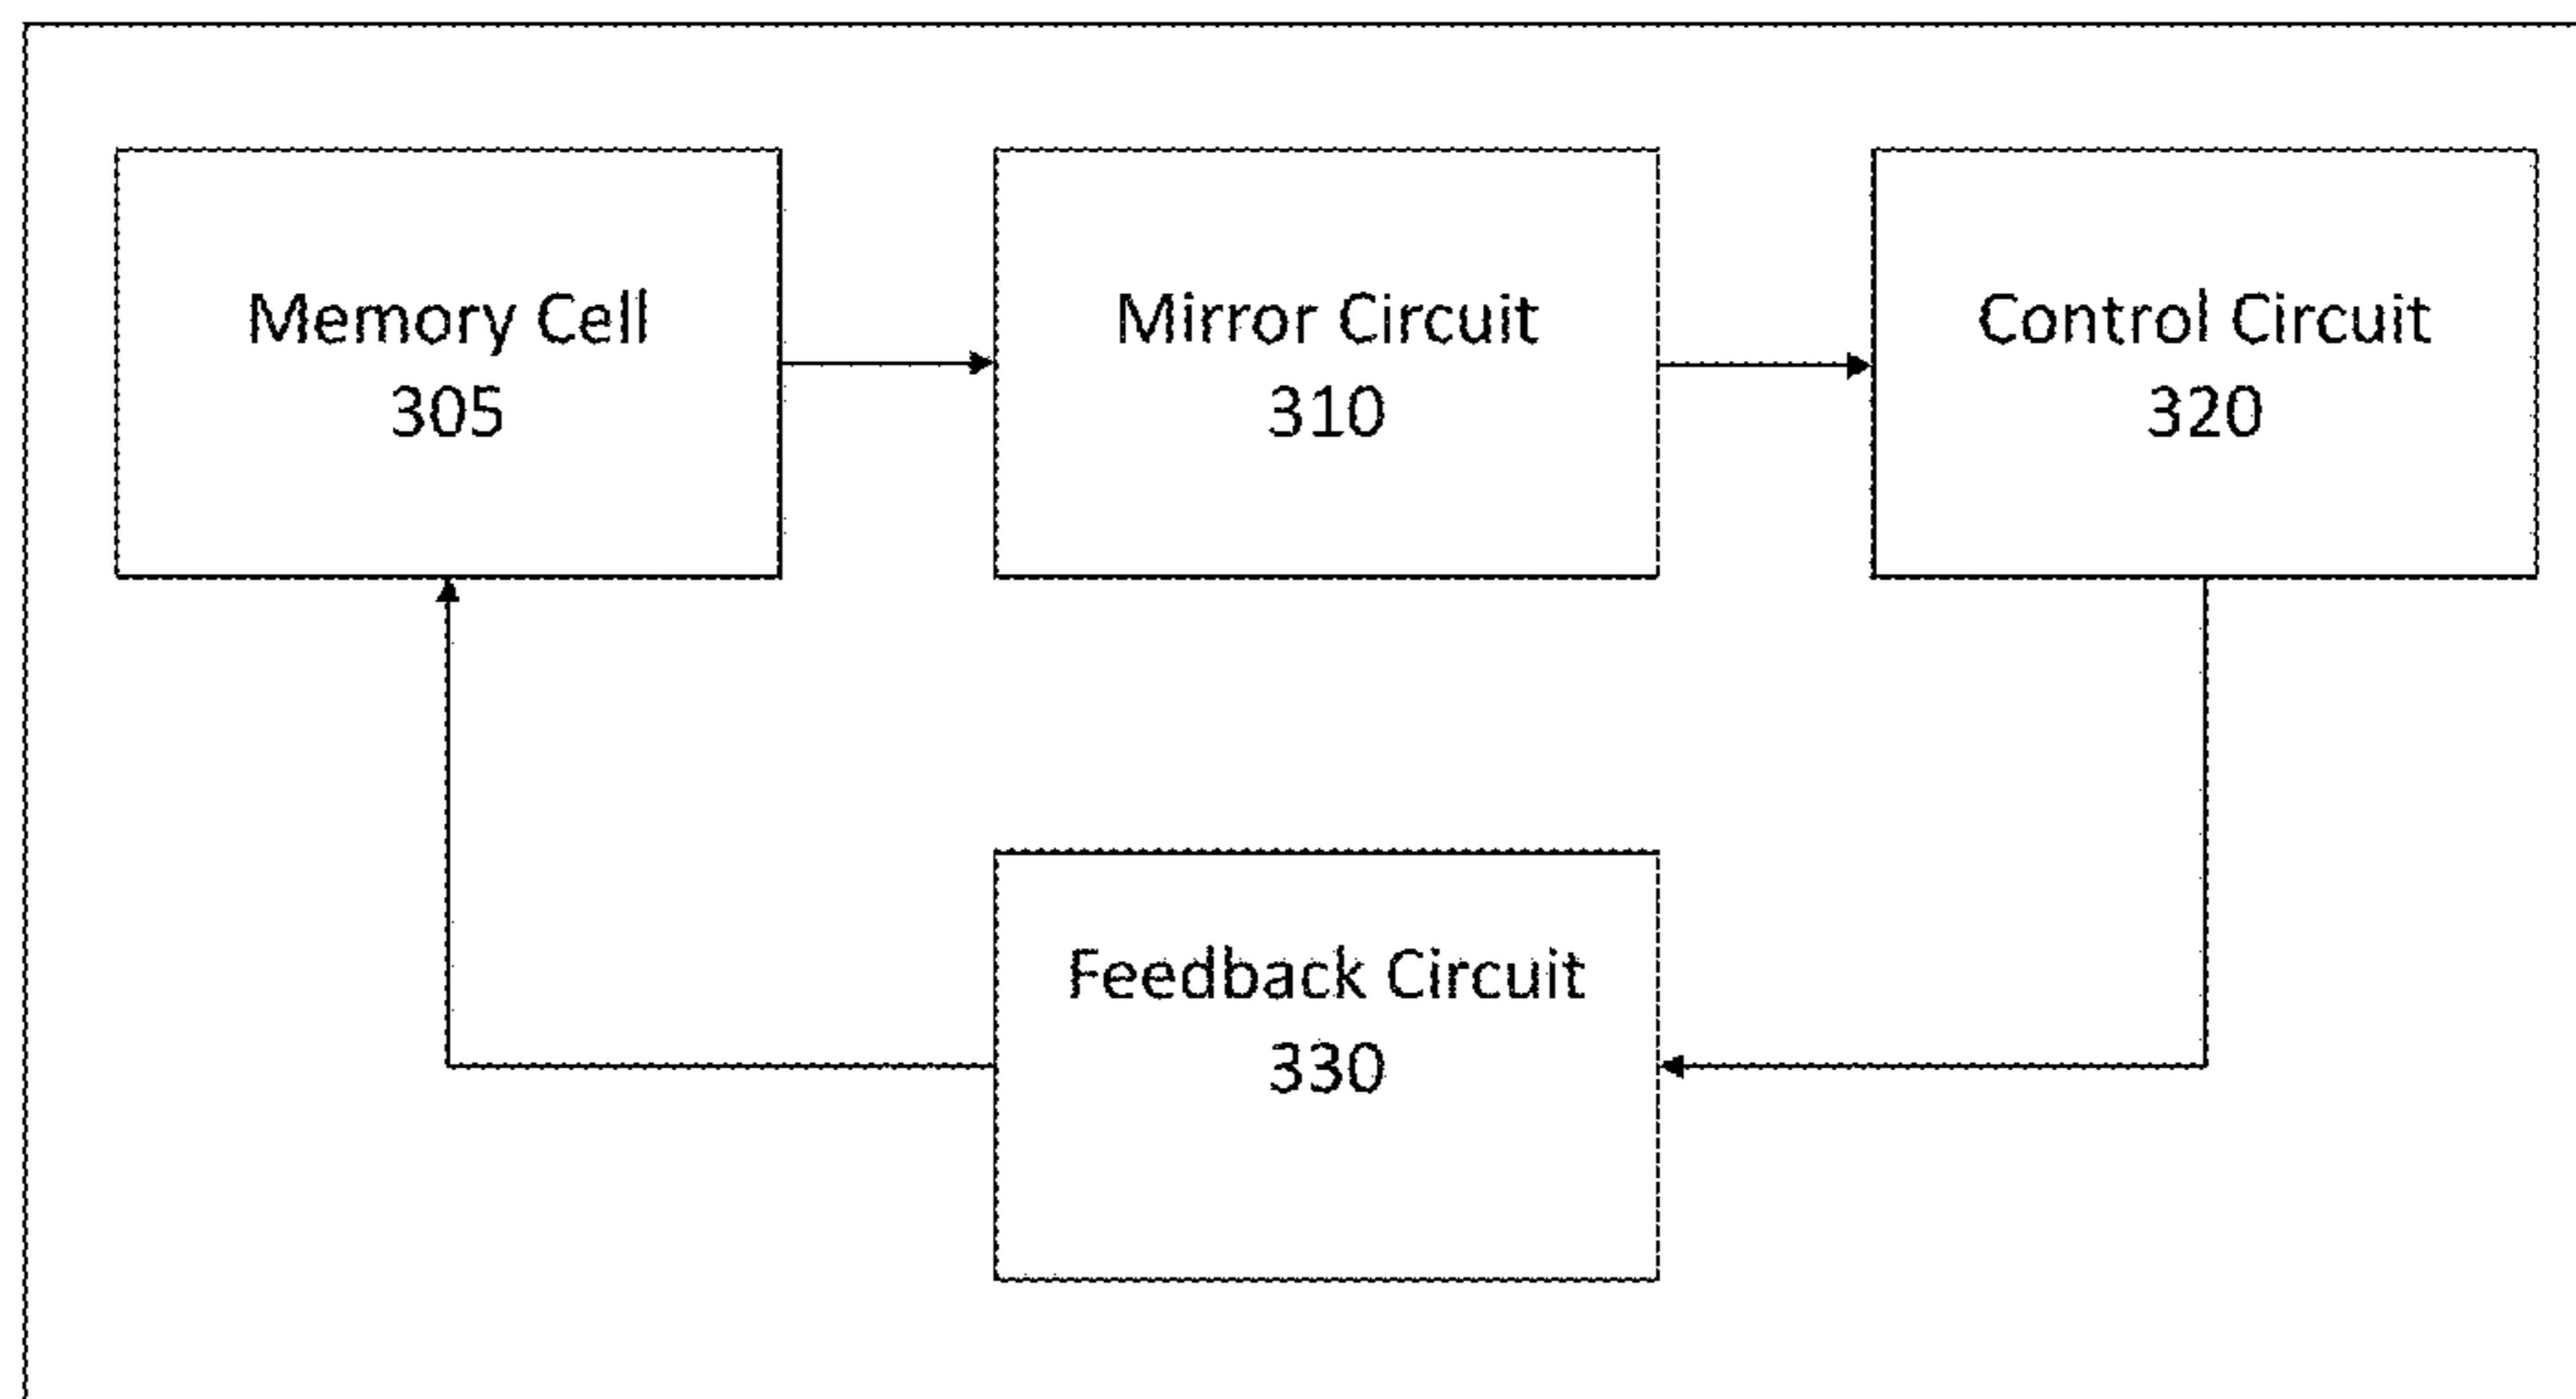 Memory Cell
305
Mirror Circuit
310
Control Circuit
320
Feedback Circuit
330